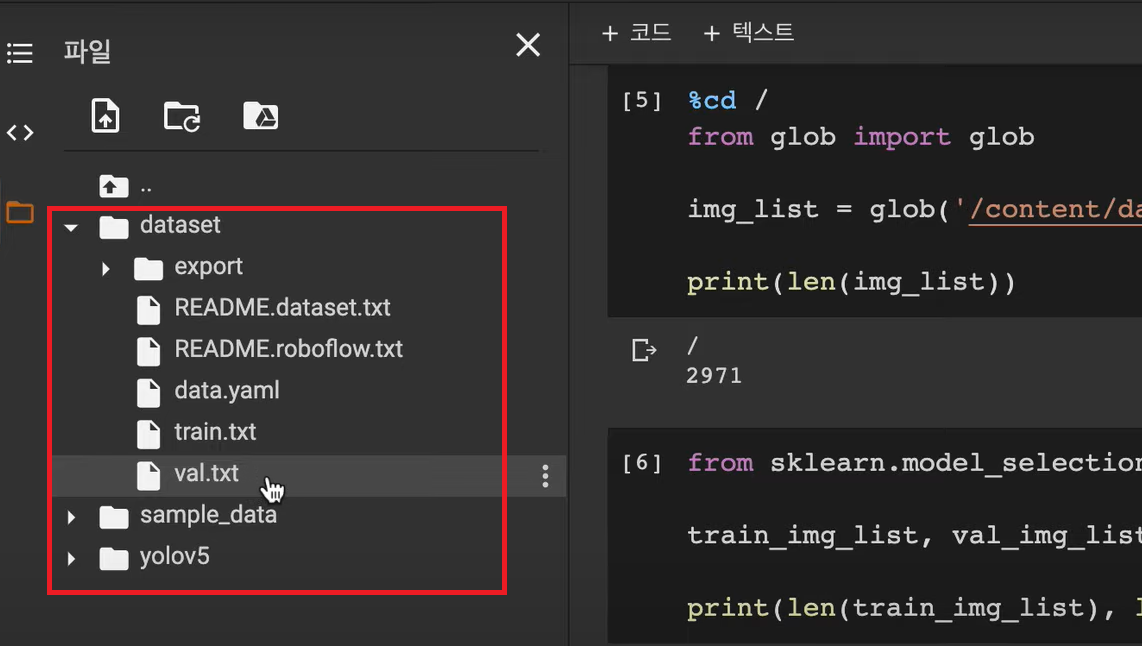 파일
..
dataset
export
README.dataset.txt
README.roboflow.txt
data.yaml
train.txt
val.txt
sample_data
yolov5
+ 코드 + 텍스트
[5] %cd /
from glob import glob
img_list = glob('/content/da
print(len(img_list))
/
2971
[6] from sklearn.model_selection
train_img_list, val_img_list
print(len(train_img_list), l